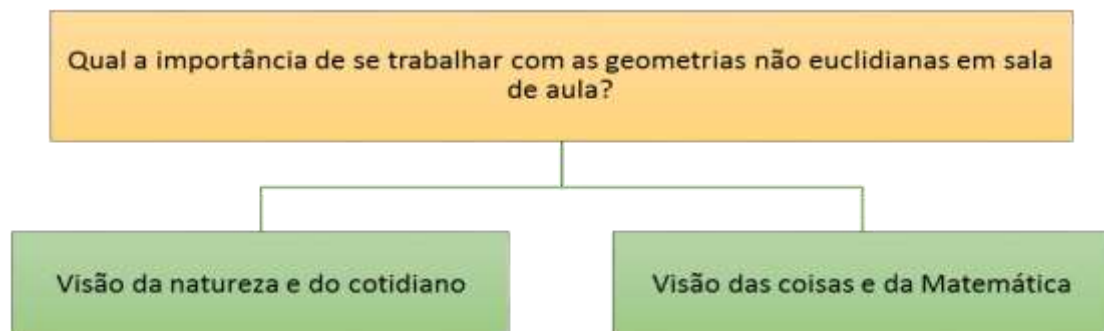 Qual a importância de se trabalhar com as geometrias não euclidianas em sala
de aula?
Visão da natureza e do cotidiano
Visão das coisas e da Matemática